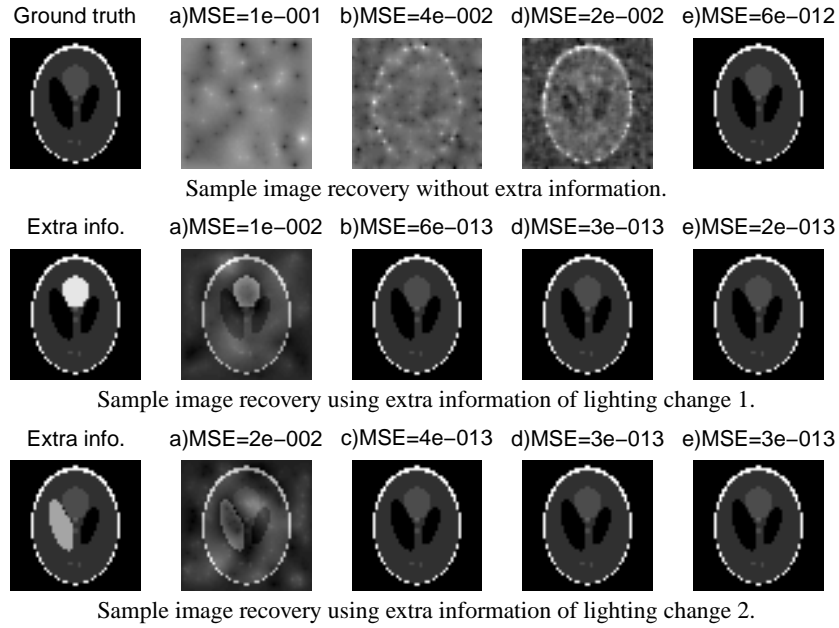 Ground truth a)MSE=1e−001 b)MSE=4e−002 d)MSE=2e−002 e)MSE=6e−012
Sample image recovery without extra information.
Extra info. a)MSE=1e−002 b)MSE=6e−013 d)MSE=3e−013 e)MSE=2e−013
Sample image recovery using extra information of lighting change 1.
Extra info. a)MSE=2e−002 c)MSE=4e−013 d)MSE=3e−013 e)MSE=3e−013
Sample image recovery using extra information of lighting change 2.